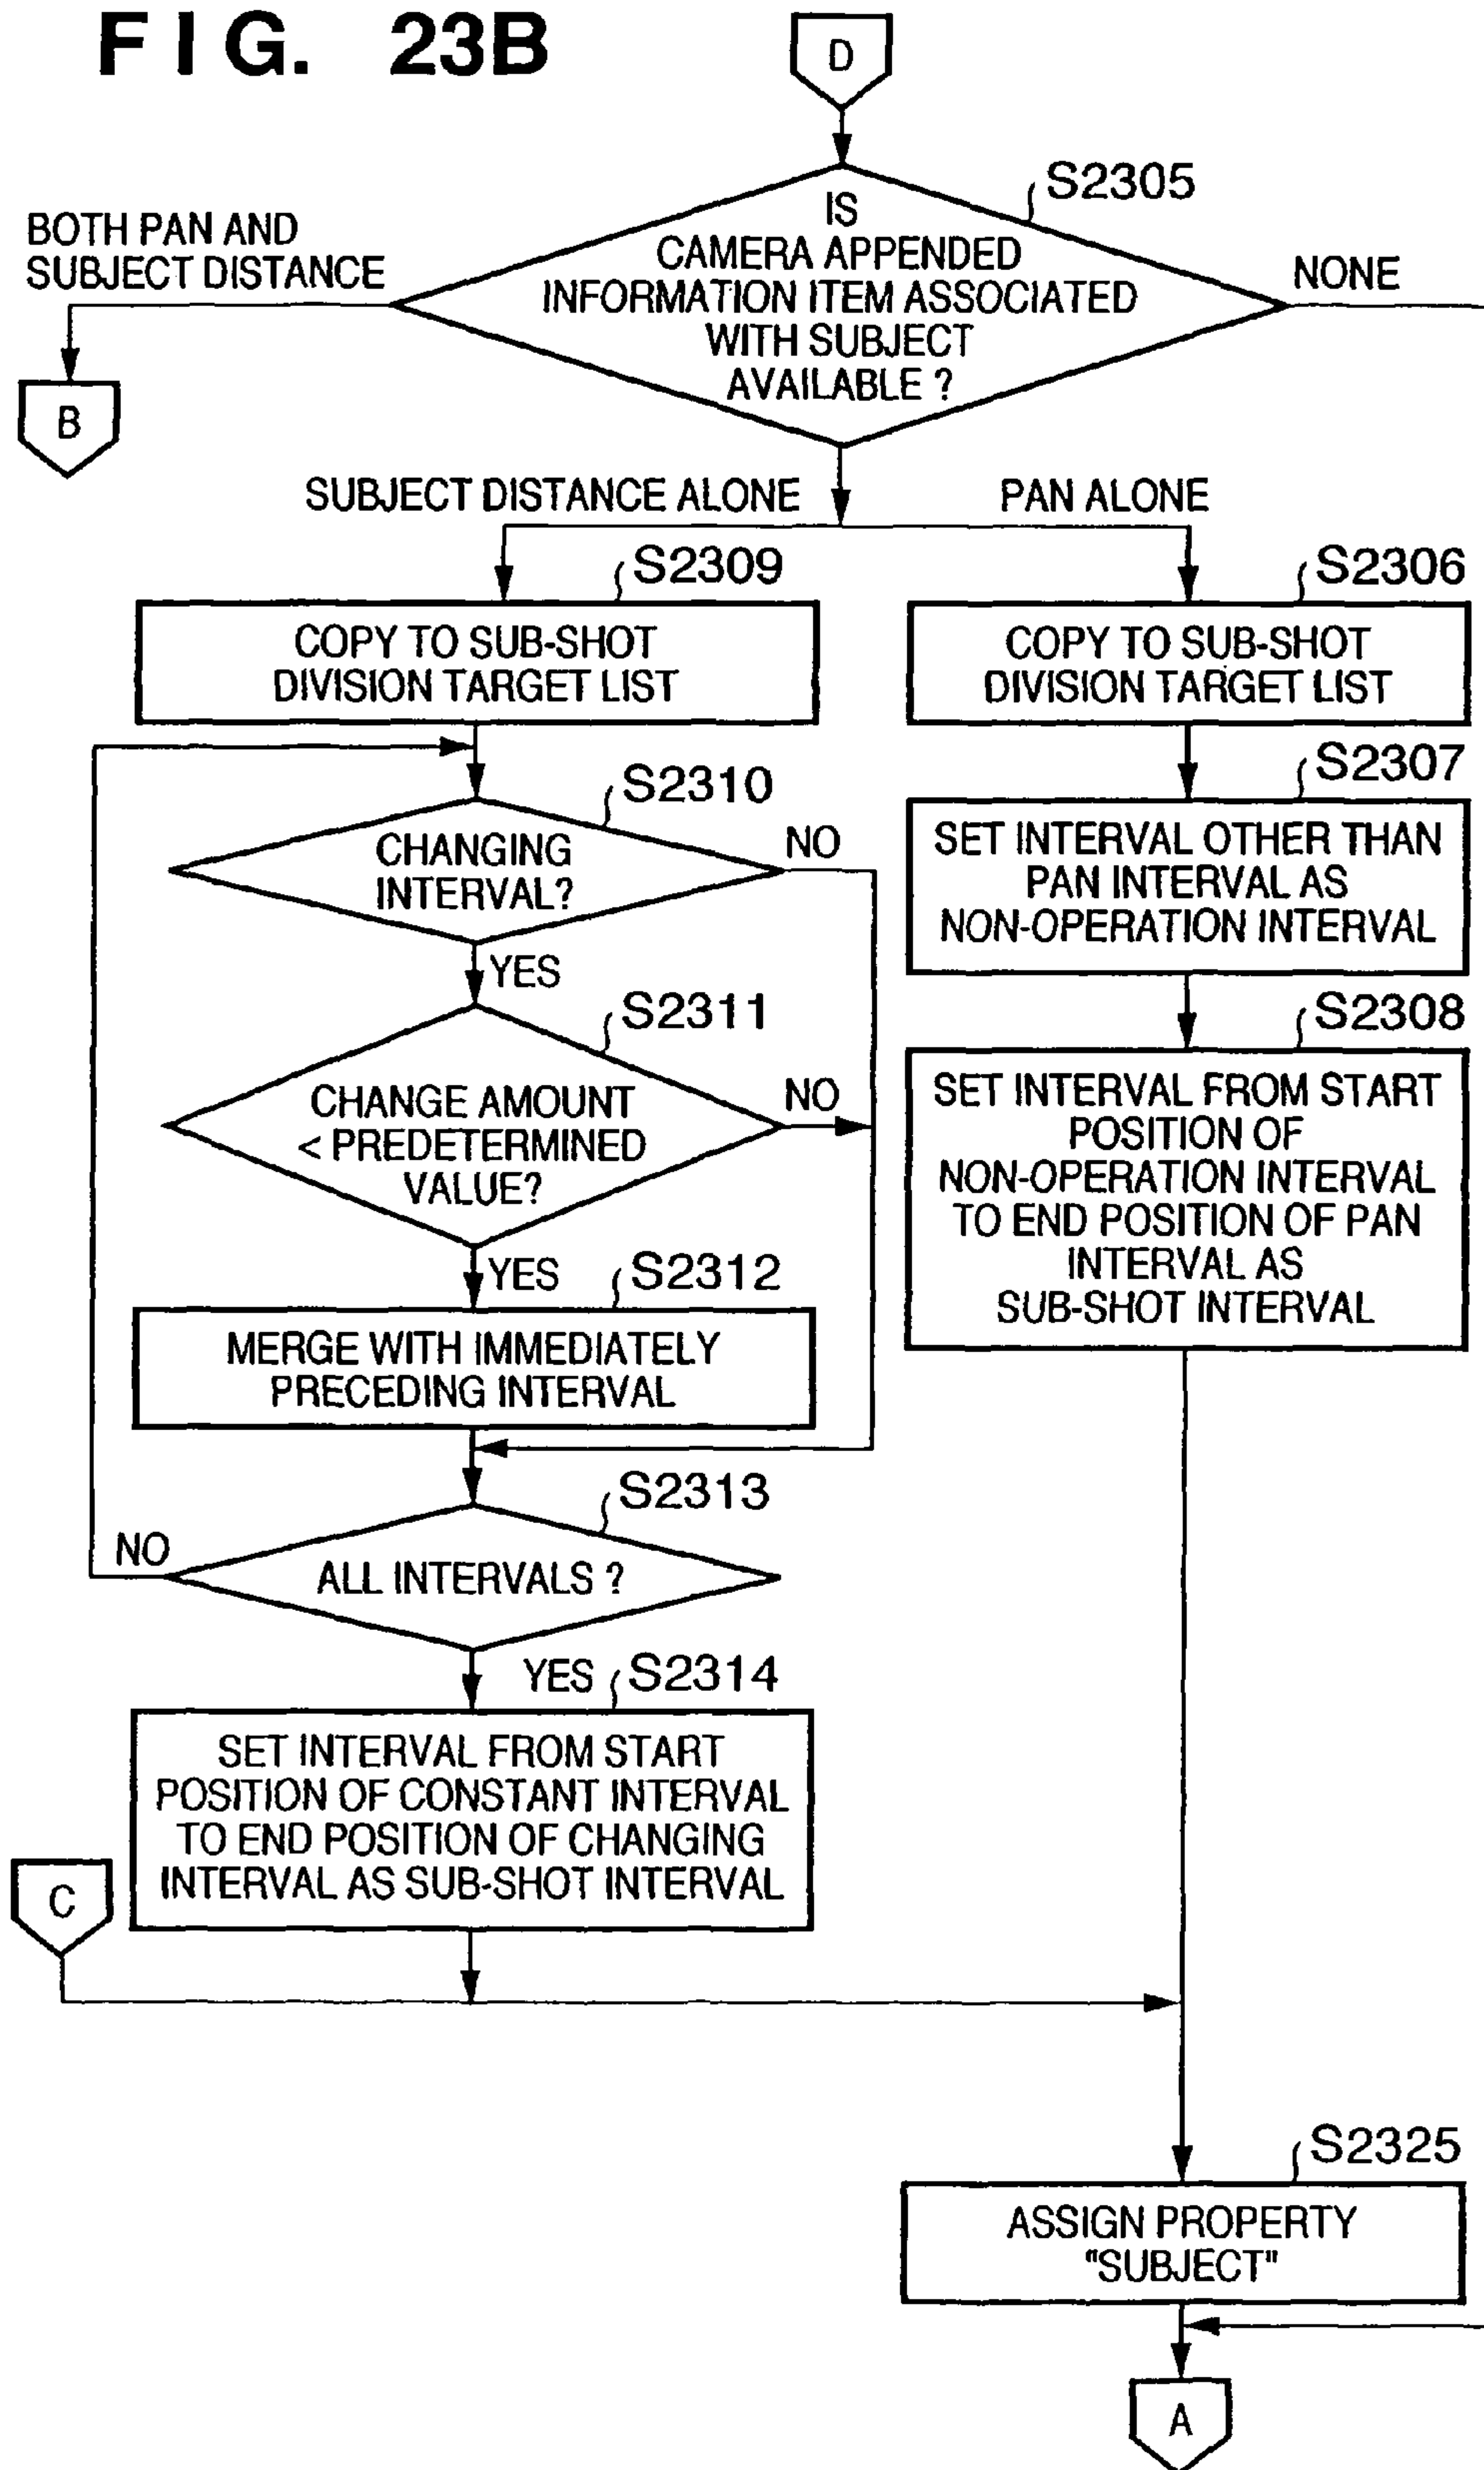 FIG. 23B
D
S2305
IS
CAMERA APPENDED
INFORMATION ITEM ASSOCIATED
WITH SUBJECT
AVAILABLE ?
BOTH PAN AND
SUBJECT DISTANCE
NONE
B
SUBJECT DISTANCE ALONE
PAN ALONE
S2309
COPY TO SUB-SHOT
DIVISION TARGET LIST
S2306
COPY TO SUB-SHOT
DIVISION TARGET LIST
S2310
CHANGING
INTERVAL?
NO
YES
S2307
SET INTERVAL OTHER THAN
PAN INTERVAL AS
NON-OPERATION INTERVAL
S2311
CHANGE AMOUNT
< PREDETERMINED
VALUE?
NO
YES
S2308
SET INTERVAL FROM START
POSITION OF
NON-OPERATION INTERVAL
TO END POSITION OF PAN
INTERVAL AS
SUB-SHOT INTERVAL
S2312
MERGE WITH IMMEDIATELY
PRECEDING INTERVAL
S2313
NO
ALL INTERVALS ?
YES
S2314
SET INTERVAL FROM START
POSITION OF CONSTANT INTERVAL
TO END POSITION OF CHANGING
INTERVAL AS SUB-SHOT INTERVAL
C
S2325
ASSIGN PROPERTY
"SUBJECT"
A